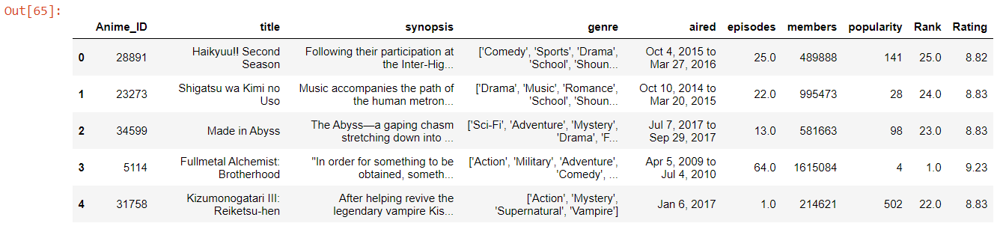 Out[65]:
Anime_ID title synopsis genre aired episodes members popularity Rank Rating
0 28891 Haikyuu!! Second Season Following their participation at the Inter-Hig... ['Comedy', 'Sports', 'Drama', 'School', 'Shoun... Oct 4, 2015 to Mar 27, 2016 25.0 489888 141 25.0 8.82
1 23273 Shigatsu wa Kimi no Uso Music accompanies the path of the human metron... ['Drama', 'Music', 'Romance', 'School', 'Shoun... Oct 10, 2014 to Mar 20, 2015 22.0 995473 28 24.0 8.83
2 34599 Made in Abyss The Abyss—a gaping chasm stretching down into ... ['Sci-Fi', 'Adventure', 'Mystery', 'Drama', 'F... Jul 7, 2017 to Sep 29, 2017 13.0 581663 98 23.0 8.83
3 5114 Fullmetal Alchemist: Brotherhood "In order for something to be obtained, someth... ['Action', 'Military', 'Adventure', 'Comedy', ... Apr 5, 2009 to Jul 4, 2010 64.0 1615084 4 1.0 9.23
4 31758 Kizumonogatari III: Reiketsu-hen After helping revive the legendary vampire Kis... ['Action', 'Mystery', 'Supernatural', 'Vampire'] Jan 6, 2017 1.0 214621 502 22.0 8.83